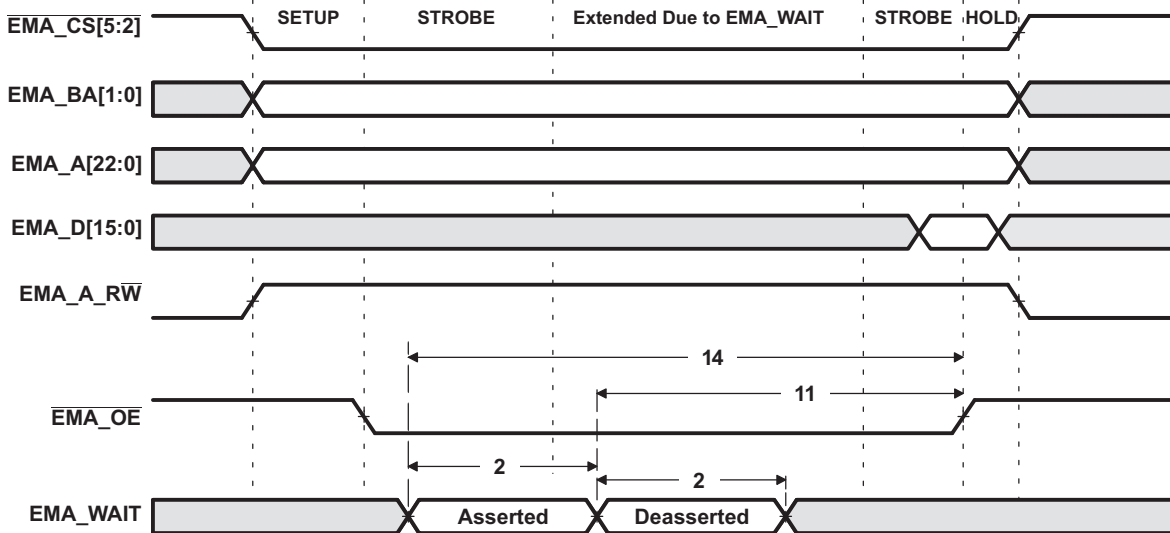 SETUP STROBE Extended Due to EMA_WAIT STROBE HOLD
EMA_CS[5:2]
EMA_BA[1:0]
EMA_A[22:0]
EMA_D[15:0]
EMA_A_RW
14
11
EMA_OE
2
2
EMA_WAIT Asserted Deasserted